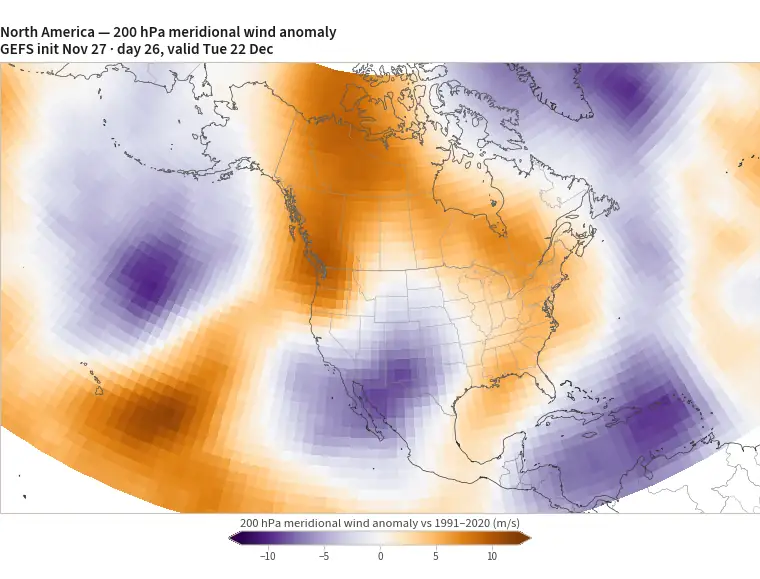 North America — 200 hPa meridional wind anomaly
GEFS init Nov 27 · day 26, valid Tue 22 Dec
200 hPa meridional wind anomaly vs 1991–2020 (m/s)
−10 −5 0 5 10